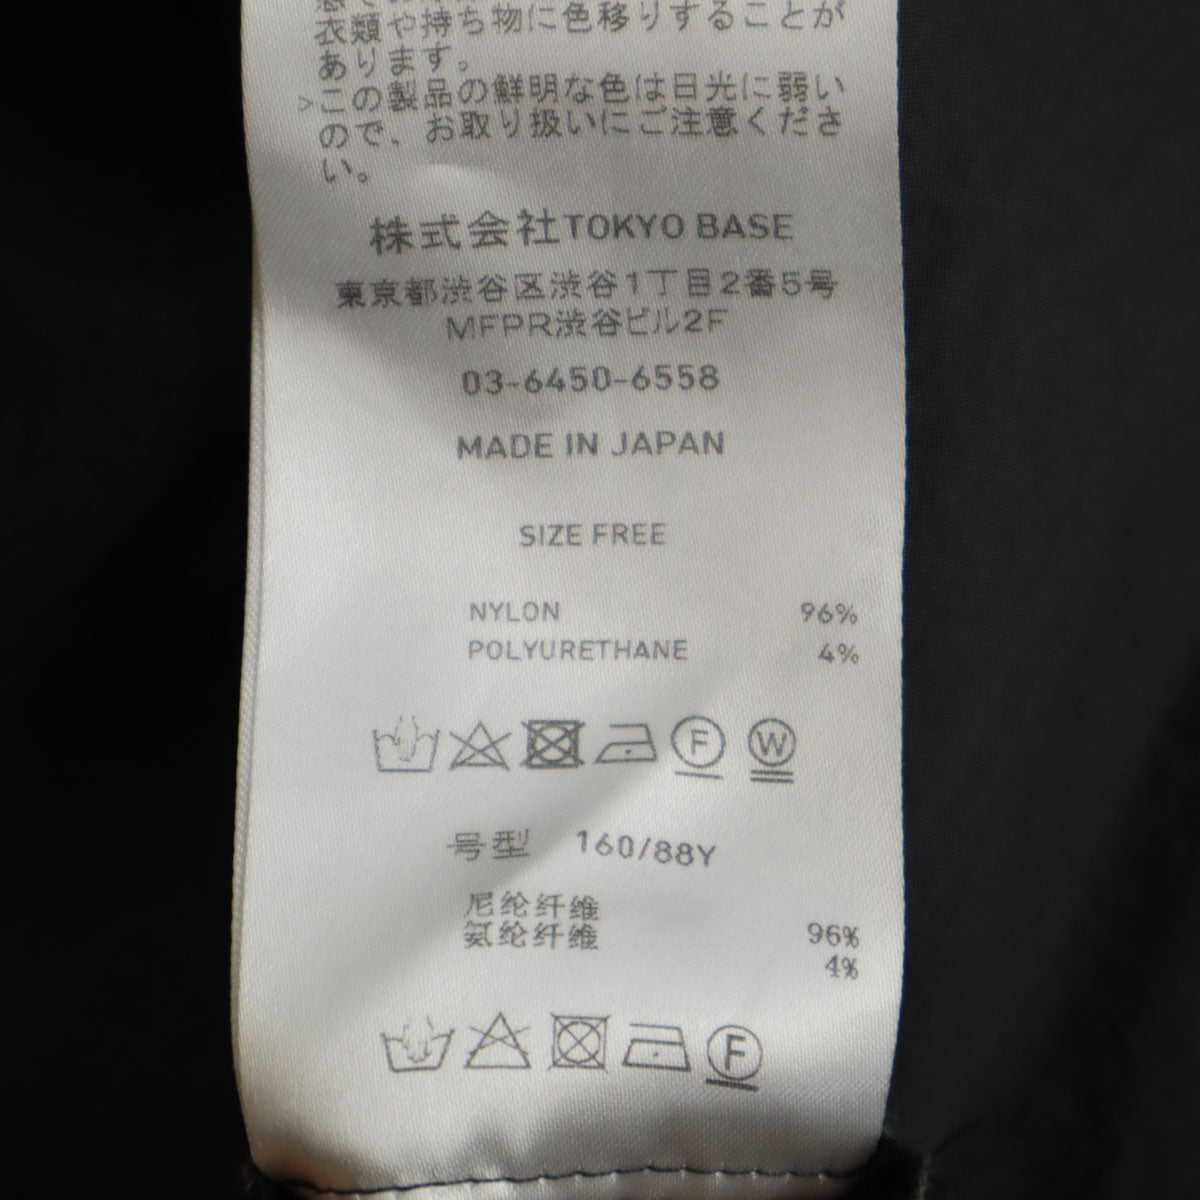 衣類や持ち物に色移りすることが
あります。
>この製品の鮮明な色は日光に弱い
ので、お取り扱いにご注意くださ
い。
株式会社TOKYO BASE
東京都渋谷区渋谷1丁目2番5号
MFPR渋谷ビル2F
03-6450-6558
MADE IN JAPAN
SIZE FREE
NYLON 96%
POLYURETHANE 4%
F W
号型 160/88Y
尼纶纤维
氨纶纤维 96%
4%
F